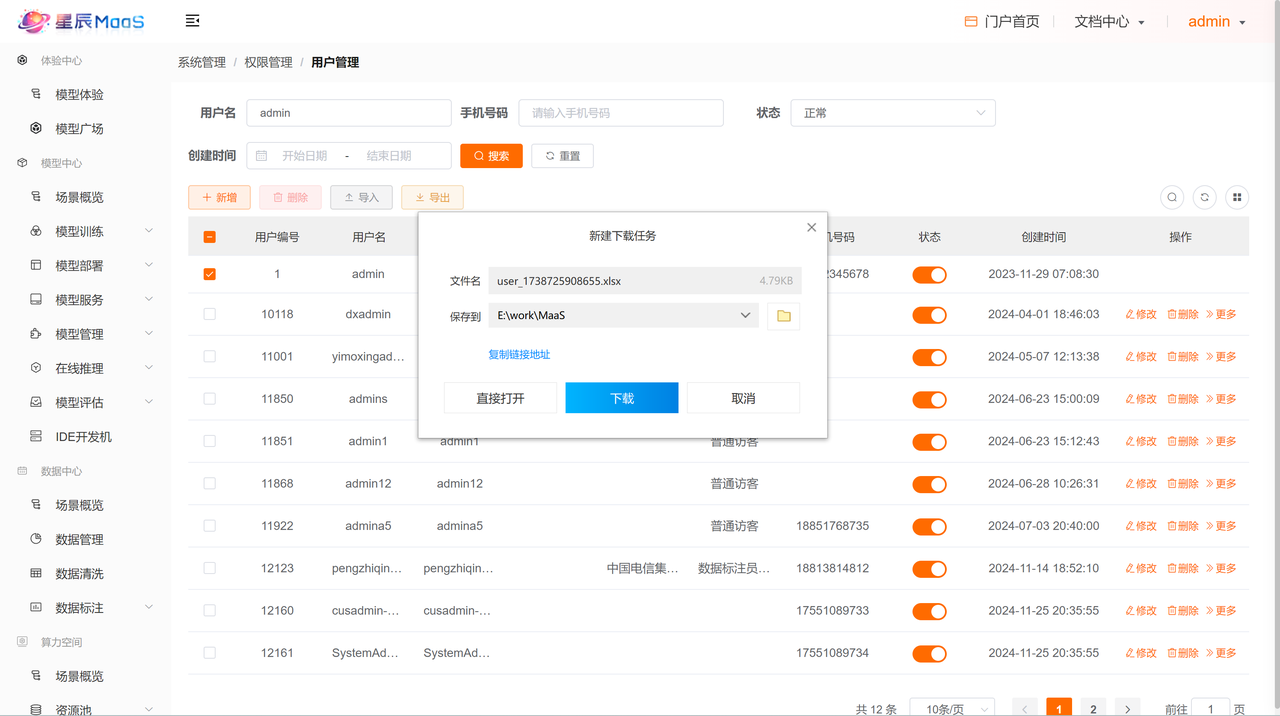 星辰MaaS
门户首页
文档中心
admin
体验中心
模型体验
模型广场
模型中心
场景概览
模型训练
模型部署
模型服务
模型管理
在线推理
模型评估
IDE开发机
数据中心
场景概览
数据管理
数据清洗
数据标注
算力空间
场景概览
资源池
系统管理 / 权限管理 / 用户管理
用户名 admin 手机号码 请输入手机号码 状态 正常
创建时间 开始日期 - 结束日期 搜索 重置
新增 删除 导入 导出
用户编号 用户名 机号码 状态 创建时间 操作
1 admin 2345678 2023-11-29 07:08:30
10118 dxadmin 2024-04-01 18:46:03 修改 删除 更多
11001 yimoxingad... 2024-05-07 12:13:38 修改 删除 更多
11850 admins 2024-06-23 15:00:09 修改 删除 更多
11851 admin1 admin1 普通访客 2024-06-23 15:12:43 修改 删除 更多
11868 admin12 admin12 普通访客 2024-06-28 10:26:31 修改 删除 更多
11922 admina5 admina5 普通访客 18851768735 2024-07-03 20:40:00 修改 删除 更多
12123 pengzhiqin... pengzhiqin... 中国电信集... 数据标注员... 18813814812 2024-11-14 18:52:10 修改 删除 更多
12160 cusadmin-... cusadmin-... 17551089733 2024-11-25 20:35:55 修改 删除 更多
12161 SystemAd... SystemAd... 17551089734 2024-11-25 20:35:55 修改 删除 更多
共 12 条 10条/页 1 2 前往 1 页
新建下载任务
文件名 user_1738725908655.xlsx 4.79KB
保存到 E:\work\MaaS
复制链接地址
直接打开 下载 取消